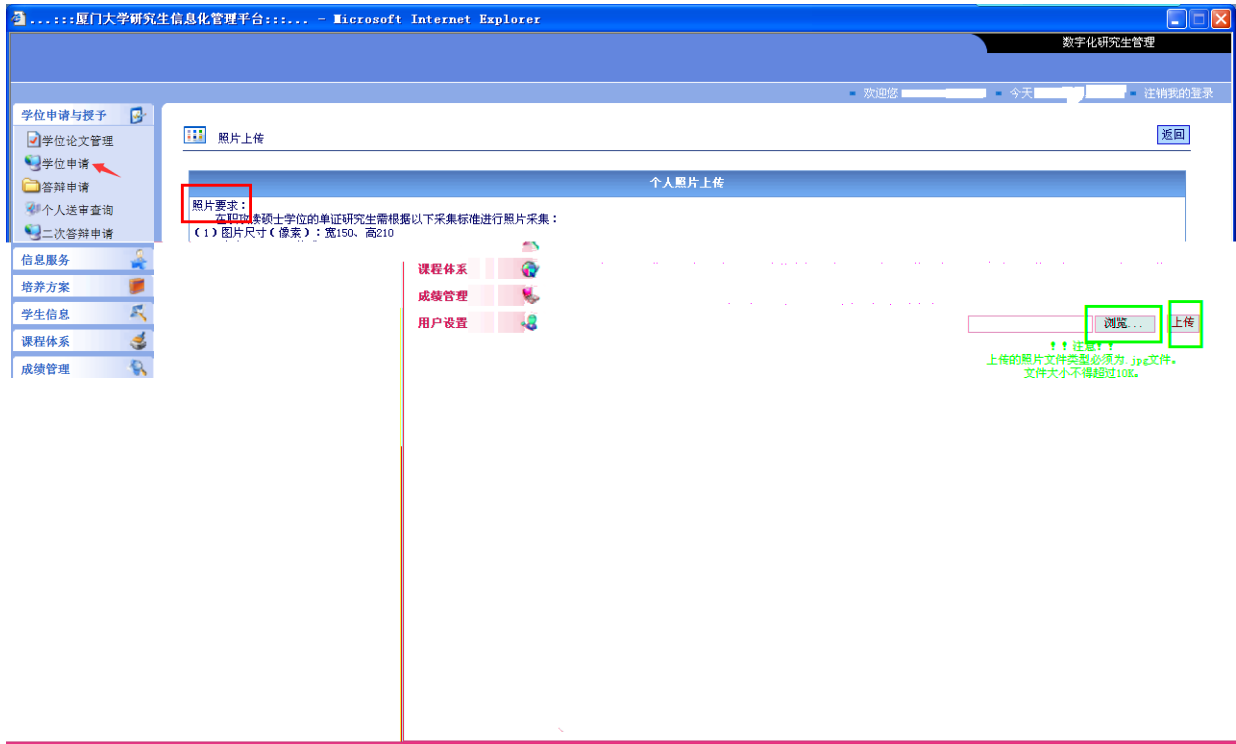 ...:::厦门大学研究生信息化管理平台:::... - Microsoft Internet Explorer
数字化研究生管理
欢迎您 今天 注销我的登录
学位申请与授予
学位论文管理
学位申请
答辩申请
个人送审查询
二次答辩申请
信息服务
培养方案
学生信息
课程体系
成绩管理
照片上传
返回
个人照片上传
照片要求:
在职攻读硕士学位的单证研究生需根据以下采集标准进行照片采集:
(1)图片尺寸(像素):宽150、高210
课程体系
成绩管理
用户设置
浏览... 上传
!!注意!!
上传的照片文件类型必须为.jpg文件。
文件大小不得超过10K。